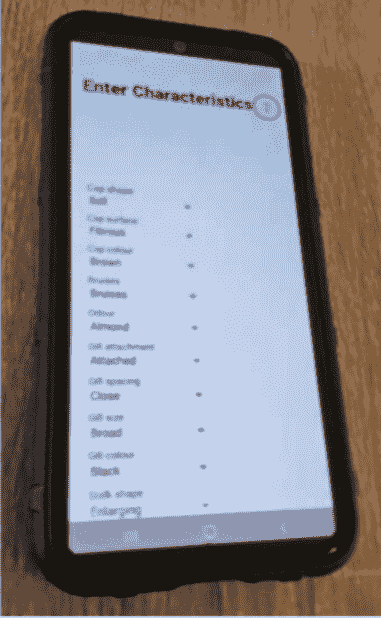 Enter Characteristics
Cap shape
Bell
Cap surface
Fibrous
Cap colour
Brown
Bruises
Bruises
Odour
Almond
Gill attachment
Attached
Gill spacing
Close
Gill size
Broad
Gill colour
Black
Stalk shape
Enlarging